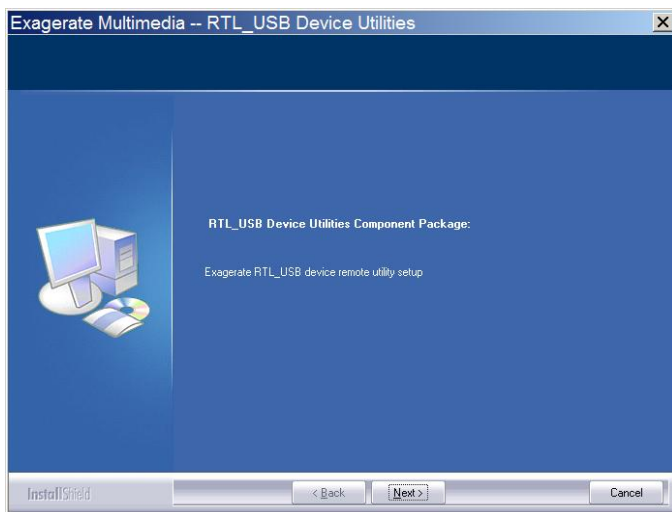 Exagerate Multimedia -- RTL_USB Device Utilities
RTL_USB Device Utilities Component Package:
Exagerate RTL_USB device remote utility setup
InstallShield
< Back
Next >
Cancel